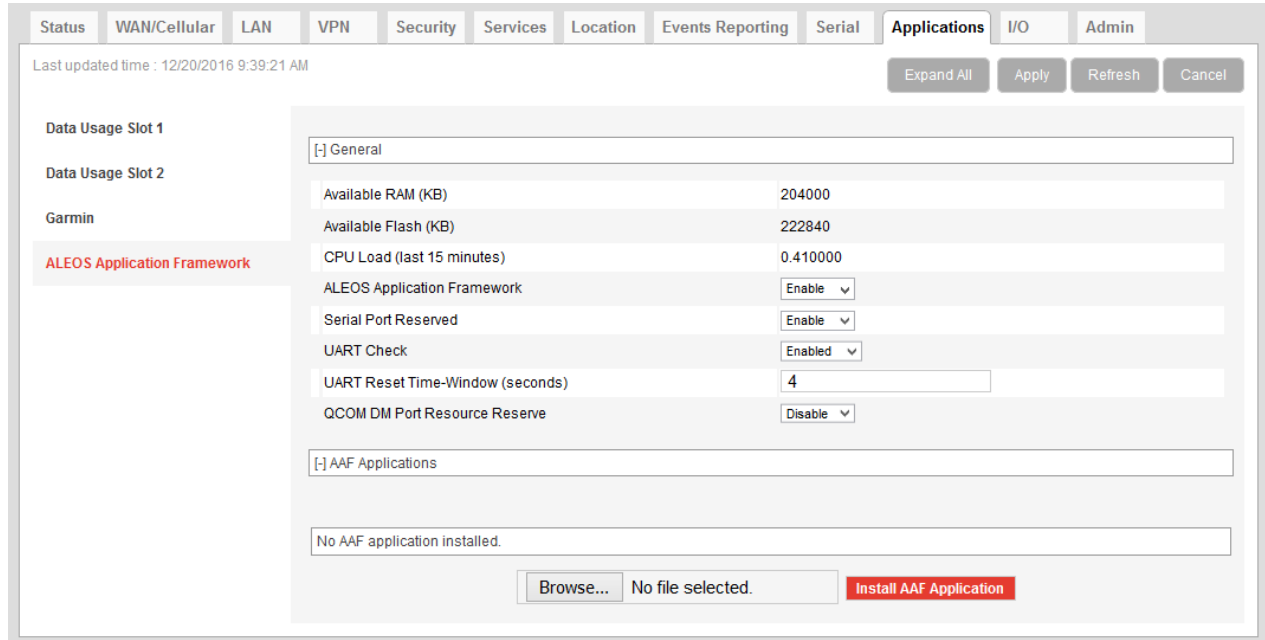 Status WAN/Cellular LAN VPN Security Services Location Events Reporting Serial Applications I/O Admin
Last updated time : 12/20/2016 9:39:21 AM
Expand All Apply Refresh Cancel
Data Usage Slot 1
Data Usage Slot 2
Garmin
ALEOS Application Framework
[-] General
Available RAM (KB) 204000
Available Flash (KB) 222840
CPU Load (last 15 minutes) 0.410000
ALEOS Application Framework Enable
Serial Port Reserved Enable
UART Check Enabled
UART Reset Time-Window (seconds) 4
QCOM DM Port Resource Reserve Disable
[-] AAF Applications
No AAF application installed.
Browse... No file selected. Install AAF Application